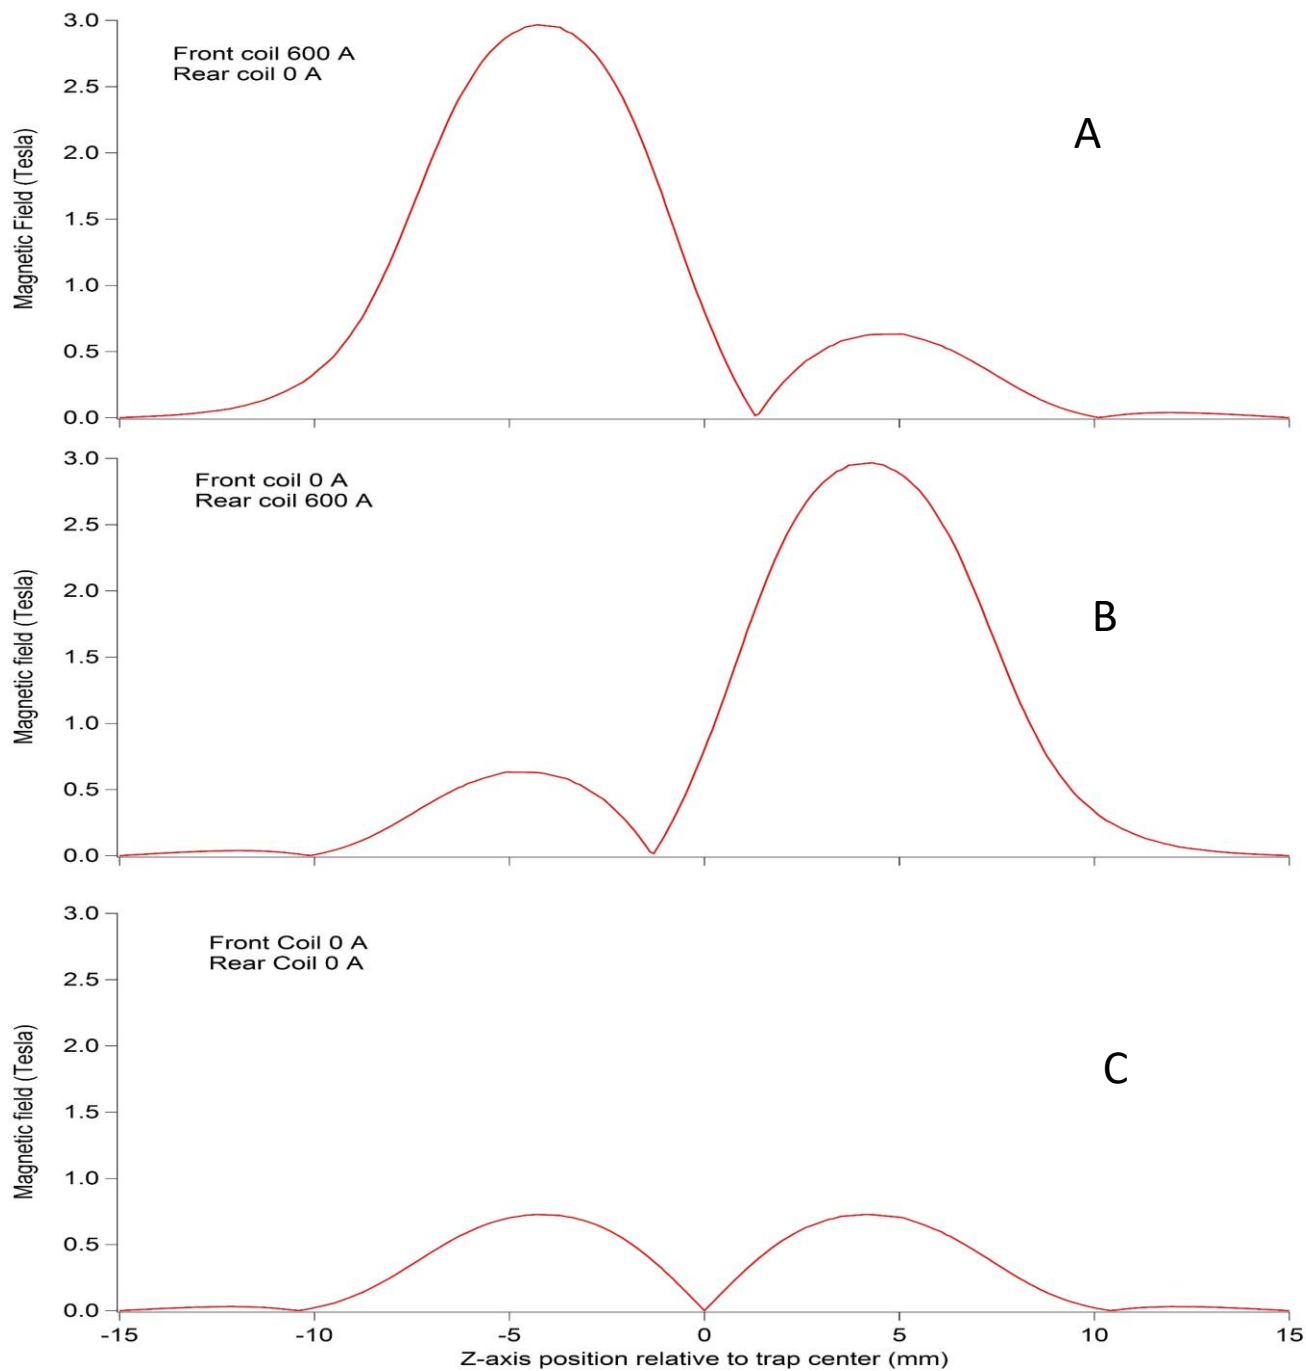 3.0
Front coil 600 A
Rear coil 0 A
2.5
A
2.0
Magnetic Field (Tesla)
1.5
1.0
0.5
0.0
3.0
Front coil 0 A
Rear coil 600 A
2.5
2.0
Magnetic field (Tesla)
B
1.5
1.0
0.5
0.0
3.0
Front Coil 0 A
Rear Coil 0 A
2.5
2.0
Magnetic field (Tesla)
C
1.5
1.0
0.5
0.0
-15 -10 -5 0 5 10 15
Z-axis position relative to trap center (mm)